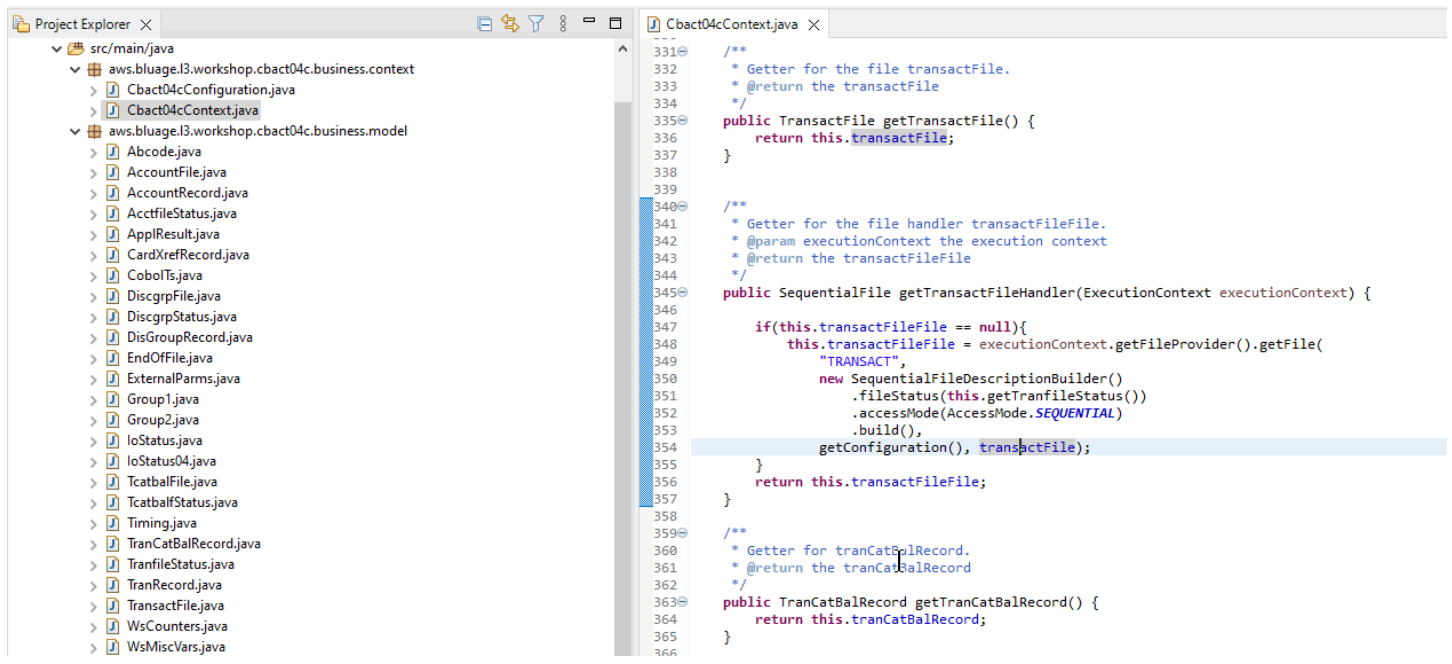 Project Explorer
src/main/java
aws.bluage.l3.workshop.cbact04c.business.context
Cbact04cConfiguration.java
Cbact04cContext.java
aws.bluage.l3.workshop.cbact04c.business.model
Abcode.java
AccountFile.java
AccountRecord.java
AcctfileStatus.java
ApplResult.java
CardXrefRecord.java
CobolTs.java
DiscgrpFile.java
DiscgrpStatus.java
DisGroupRecord.java
EndOfFile.java
ExternalParms.java
Group1.java
Group2.java
IoStatus.java
IoStatus04.java
TcatbalFile.java
TcatbalfStatus.java
Timing.java
TranCatBalRecord.java
TranfileStatus.java
TranRecord.java
TransactFile.java
WsCounters.java
WsMiscVars.java
Cbact04cContext.java
331 /**
332 * Getter for the file transactFile.
333 * @return the transactFile
334 */
335 public TransactFile getTransactFile() {
336 return this.transactFile;
337 }
338
339
340 /**
341 * Getter for the file handler transactFileFile.
342 * @param executionContext the execution context
343 * @return the transactFileFile
344 */
345 public SequentialFile getTransactFileHandler(ExecutionContext executionContext) {
346
347 if(this.transactFileFile == null){
348 this.transactFileFile = executionContext.getFileProvider().getFile(
349 "TRANSACT",
350 new SequentialFileDescriptionBuilder()
351 .fileStatus(this.getTranfileStatus())
352 .accessMode(AccessMode.SEQUENTIAL)
353 .build(),
354 getConfiguration(), transactFile);
355 }
356 return this.transactFileFile;
357 }
358
359 /**
360 * Getter for tranCatBalRecord.
361 * @return the tranCatBalRecord
362 */
363 public TranCatBalRecord getTranCatBalRecord() {
364 return this.tranCatBalRecord;
365 }
366